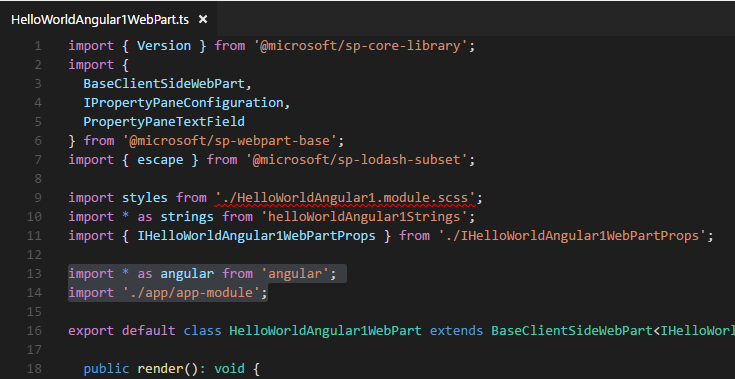 HelloWorldAngular1WebPart.ts ×
1 import { Version } from '@microsoft/sp-core-library';
2 import {
3   BaseClientSideWebPart,
4   IPropertyPaneConfiguration,
5   PropertyPaneTextField
6 } from '@microsoft/sp-webpart-base';
7 import { escape } from '@microsoft/sp-lodash-subset';
8
9 import styles from './HelloWorldAngular1.module.scss';
10 import * as strings from 'helloWorldAngular1Strings';
11 import { IHelloWorldAngular1WebPartProps } from './IHelloWorldAngular1WebPartProps';
12
13 import * as angular from 'angular';
14 import './app/app-module';
15
16 export default class HelloWorldAngular1WebPart extends BaseClientSideWebPart<IHelloWorl
17
18   public render(): void {